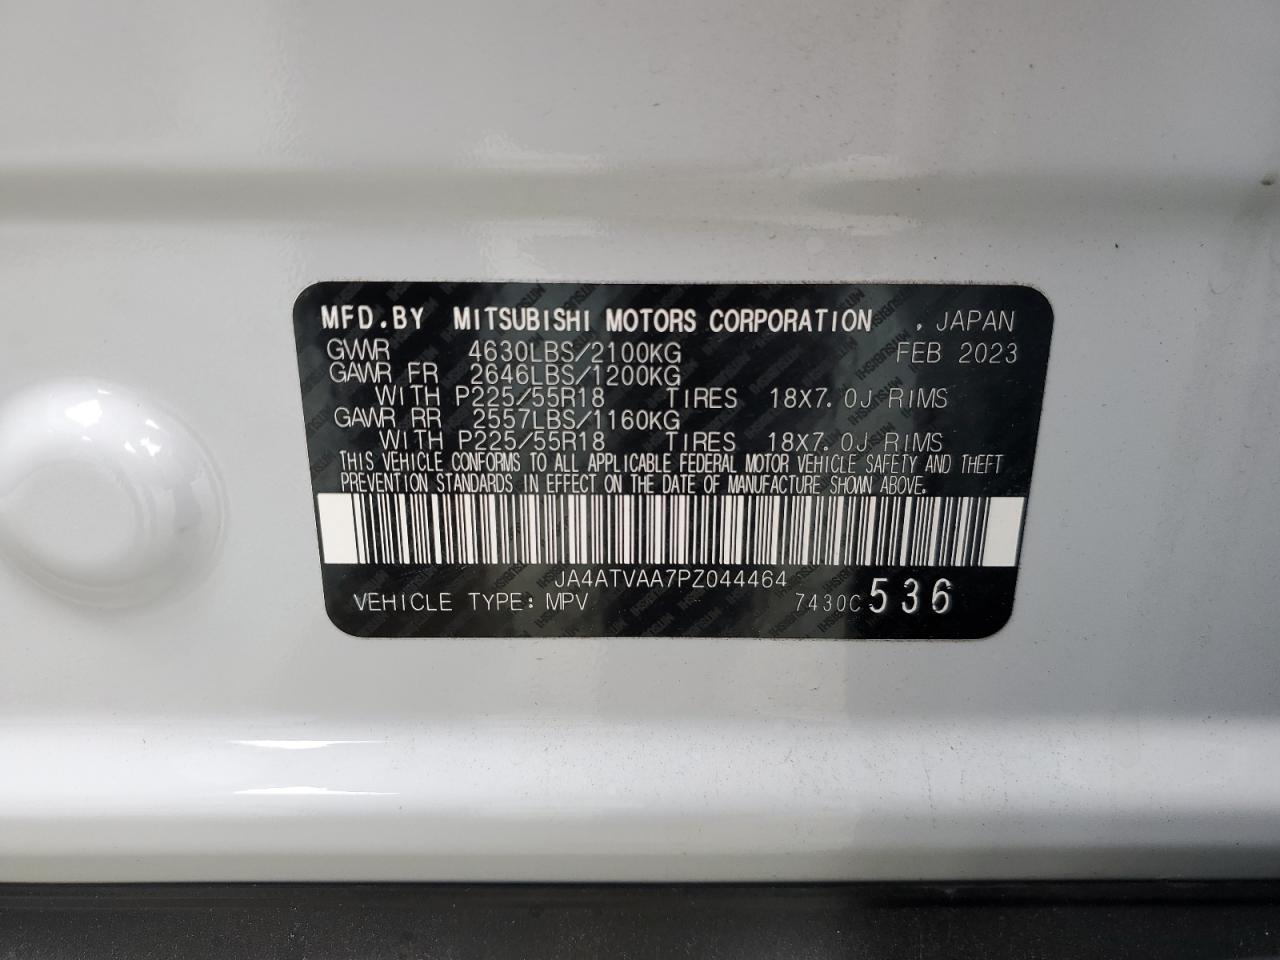 MFD.BY MITSUBISHI MOTORS CORPORATION , JAPAN
GVWR 4630LBS/2100KG FEB 2023
GAWR FR 2646LBS/1200KG
WITH P225/55R18 TIRES 18X7.0J RIMS
GAWR RR 2557LBS/1160KG
WITH P225/55R18 TIRES 18X7.0J RIMS
THIS VEHICLE CONFORMS TO ALL APPLICABLE FEDERAL MOTOR VEHICLE SAFETY AND THEFT
PREVENTION STANDARDS IN EFFECT ON THE DATE OF MANUFACTURE SHOWN ABOVE.
JA4ATVAA7PZ044464
VEHICLE TYPE: MPV 7430C 536